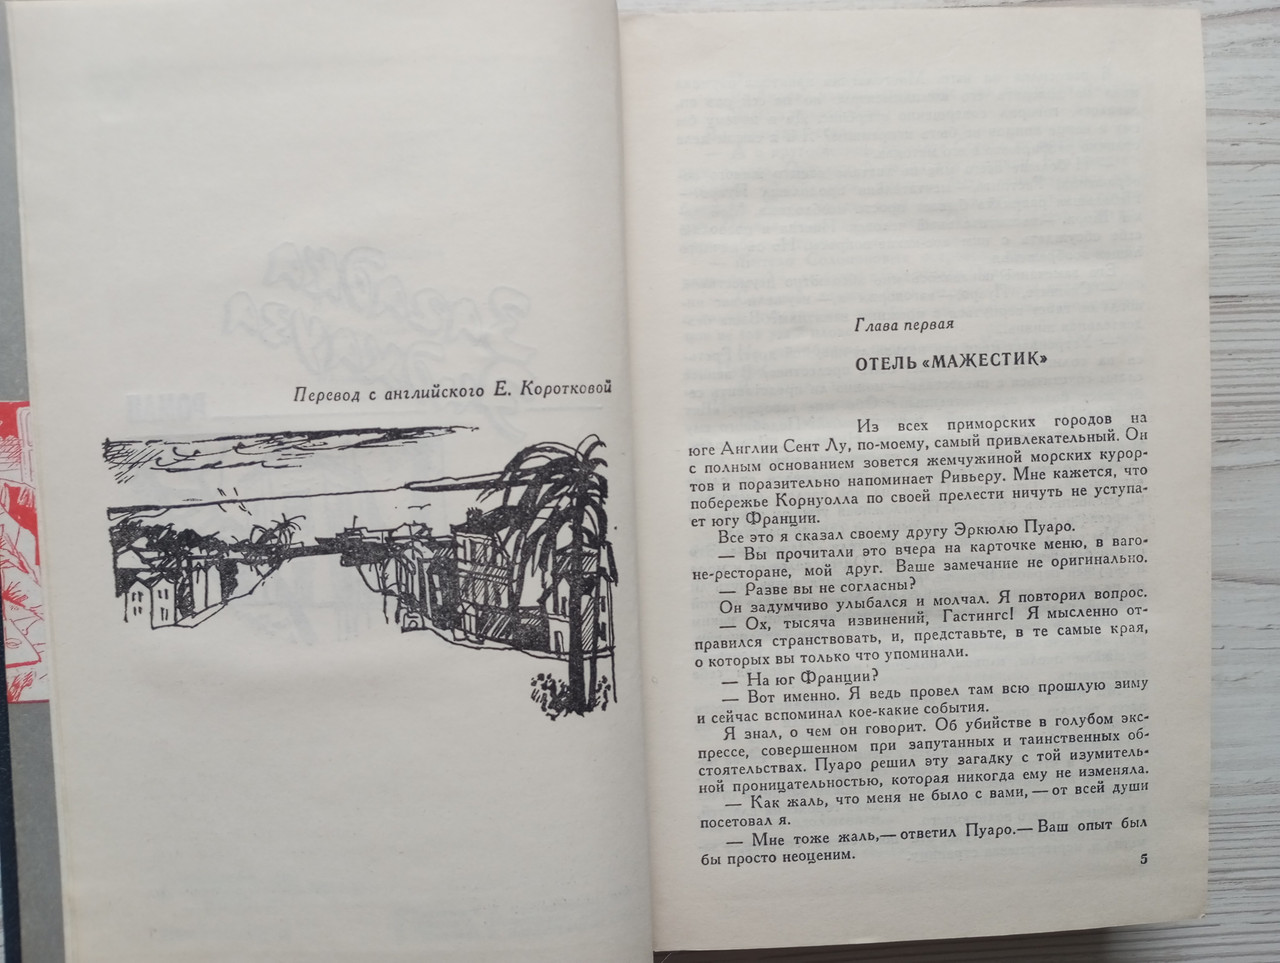 Перевод с английского Е. Коротковой
Глава первая
ОТЕЛЬ «МАЖЕСТИК»
Из всех приморских городов на
юге Англии Сент Лу, по-моему, самый привлекательный. Он
с полным основанием зовется жемчужиной морских курор-
тов и поразительно напоминает Ривьеру. Мне кажется, что
побережье Корнуолла по своей прелести ничуть не уступа-
ет югу Франции.
Все это я сказал своему другу Эркюлю Пуаро.
— Вы прочитали это вчера на карточке меню, в ваго-
не-ресторане, мой друг. Ваше замечание не оригинально.
— Разве вы не согласны?
Он задумчиво улыбался и молчал. Я повторил вопрос.
— Ох, тысяча извинений, Гастингс! Я мысленно от-
правился странствовать, и, представьте, в те самые края,
о которых вы только что упоминали.
— На юг Франции?
— Вот именно. Я ведь провел там всю прошлую зиму
и сейчас вспоминал кое-какие события.
Я знал, о чем он говорит. Об убийстве в голубом экс-
прессе, совершенном при запутанных и таинственных об-
стоятельствах. Пуаро решил эту загадку с той изумитель-
ной проницательностью, которая никогда ему не изменяла.
— Как жаль, что меня не было с вами, — от всей души
посетовал я.
— Мне тоже жаль,— ответил Пуаро.— Ваш опыт был
бы просто неоценим.
5